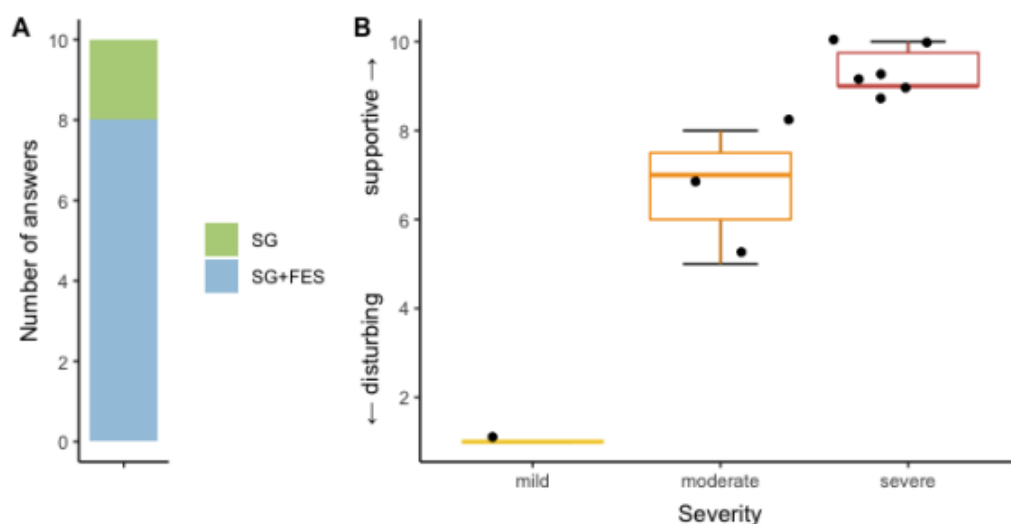 A
10
8
6
4
2
0
Number of answers
SG
SG+FES
B
10
8
6
4
2
← disturbing
supportive →
mild
moderate
severe
Severity